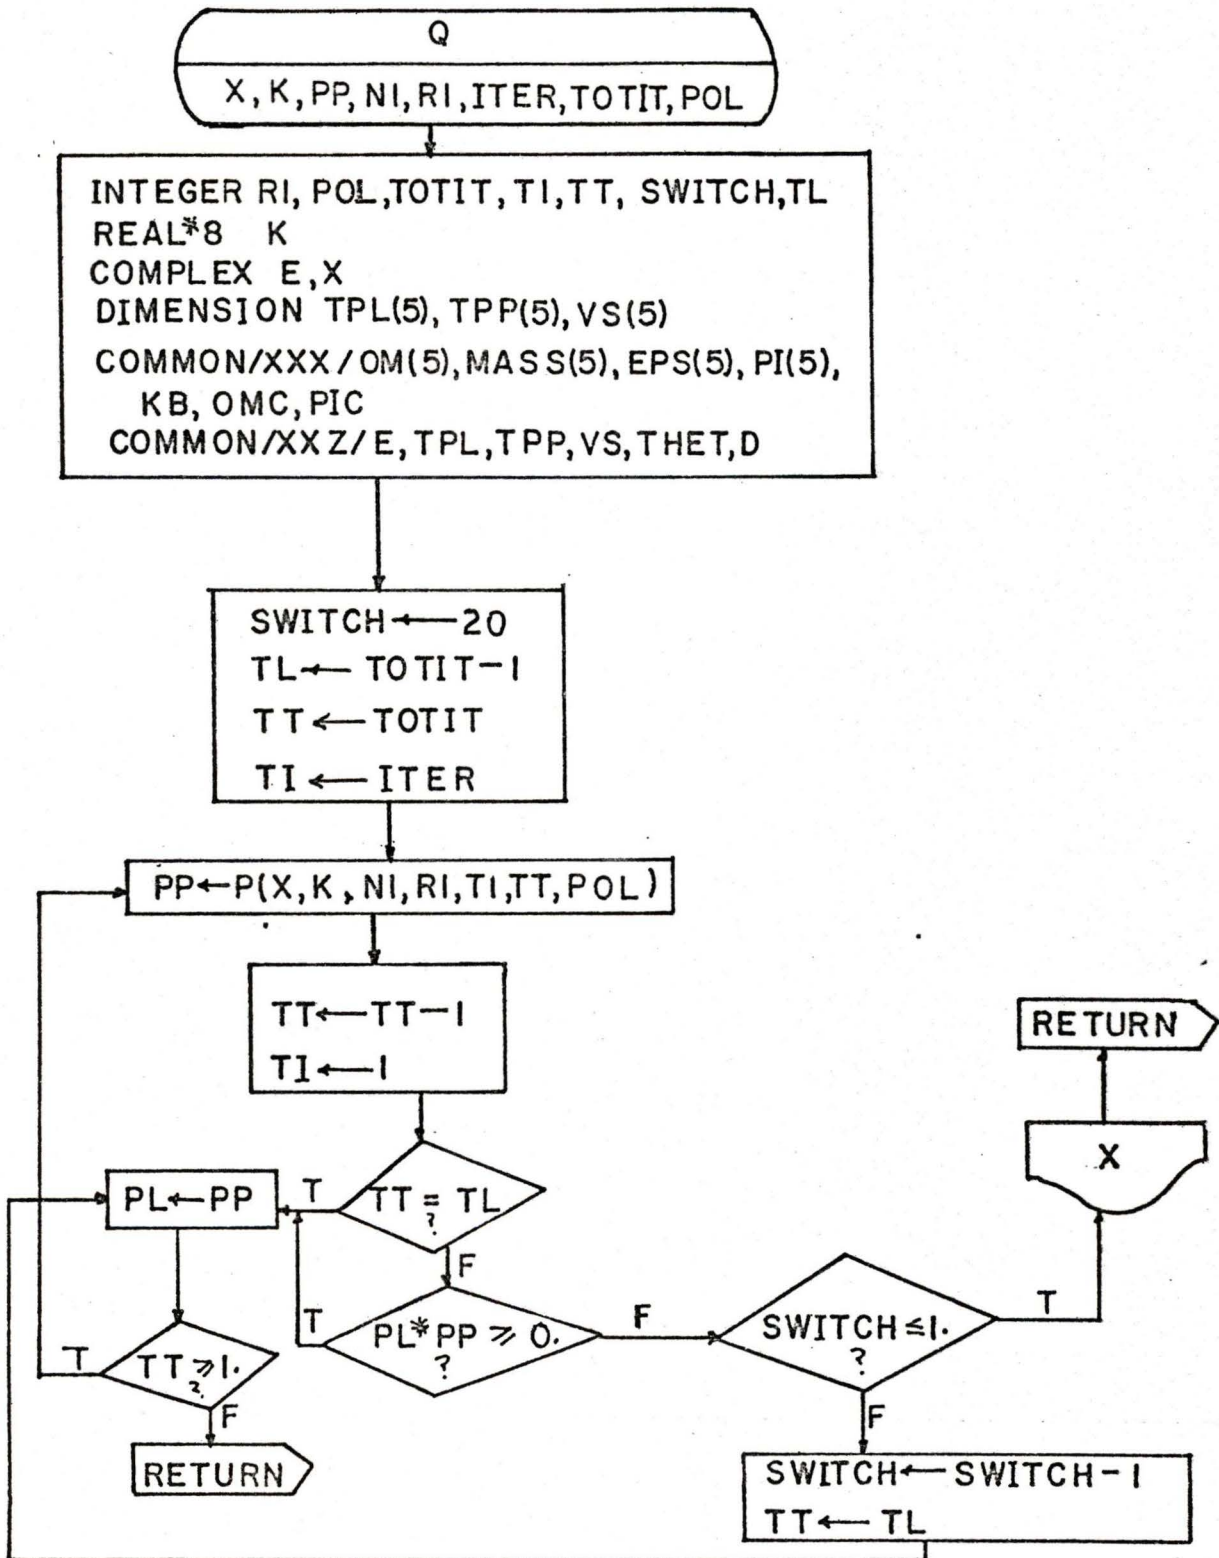 Q
X, K, PP, NI, RI, ITER, TOTIT, POL
INTEGER RI, POL, TOTIT, TI, TT, SWITCH, TL
REAL*8 K
COMPLEX E, X
DIMENSION TPL(5), TPP(5), VS(5)
COMMON/XXX/OM(5), MASS(5), EPS(5), PI(5),
KB, OMC, PIC
COMMON/XXZ/E, TPL, TPP, VS, THET, D
SWITCH ← 20
TL ← TOTIT-1
TT ← TOTIT
TI ← ITER
PP←P(X, K, NI, RI, TI, TT, POL)
TT←TT-1
TI←1
RETURN
X
PL←PP
T
TT = TL
?
F
T
PL*PP ⩾ 0.
?
F
SWITCH ≤ 1.
?
T
T
TT ⩾ 1.
?
F
F
RETURN
SWITCH←SWITCH-1
TT ← TL